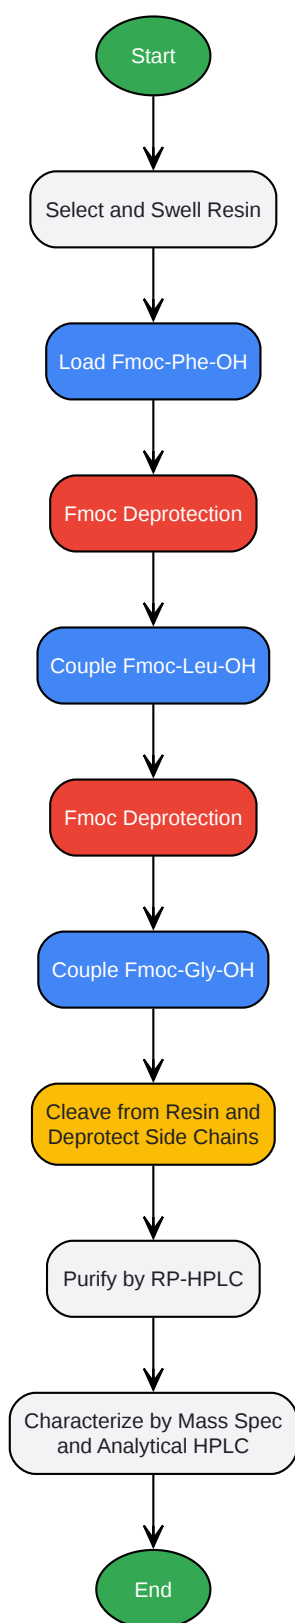 Start
Select and Swell Resin
Load Fmoc-Phe-OH
Fmoc Deprotection
Couple Fmoc-Leu-OH
Fmoc Deprotection
Couple Fmoc-Gly-OH
Cleave from Resin and
Deprotect Side Chains
Purify by RP-HPLC
Characterize by Mass Spec
and Analytical HPLC
End